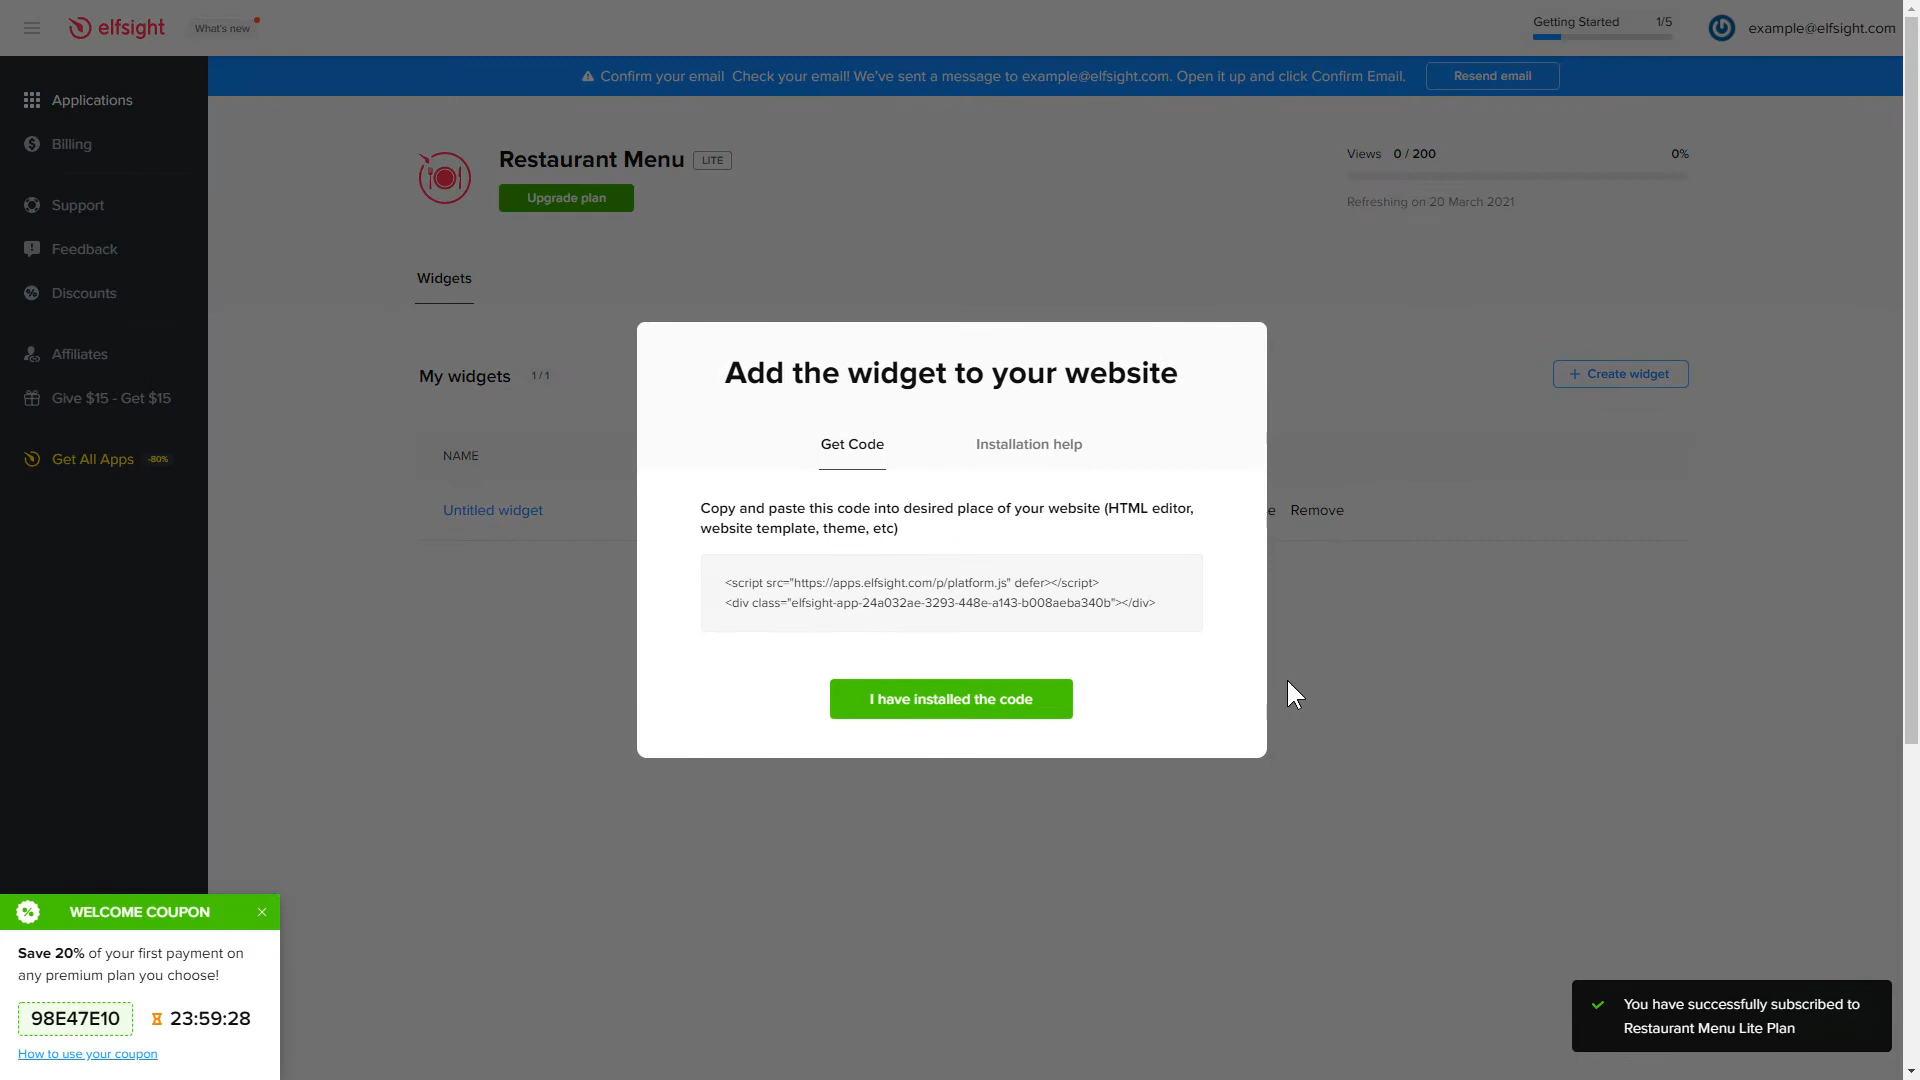 elfsight
What's new
Getting Started 1/5
example@elfsight.com
Confirm your email Check your email! We've sent a message to example@elfsight.com. Open it up and click Confirm Email.
Resend email
Applications
Billing
Support
Feedback
Discounts
Affiliates
Give $15 - Get $15
Get All Apps -80%
Restaurant Menu LITE
Upgrade plan
Views 0 / 200 0%
Refreshing on 20 March 2021
Widgets
My widgets 1/1
+ Create widget
NAME
Untitled widget
e Remove
Add the widget to your website
Get Code Installation help
Copy and paste this code into desired place of your website (HTML editor,
website template, theme, etc)
<script src="https://apps.elfsight.com/p/platform.js" defer></script>
<div class="elfsight-app-24a032ae-3293-448e-a143-b008aeba340b"></div>
I have installed the code
WELCOME COUPON
Save 20% of your first payment on
any premium plan you choose!
98E47E10 23:59:28
How to use your coupon
You have successfully subscribed to
Restaurant Menu Lite Plan